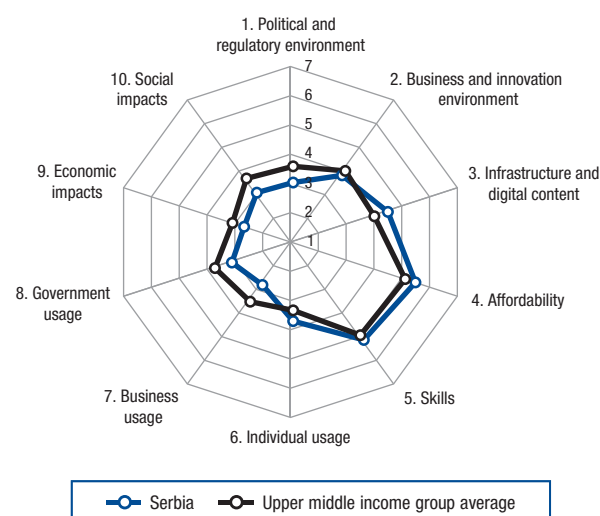 1. Political and
regulatory environment
2. Business and innovation
environment
3. Infrastructure and
digital content
4. Affordability
5. Skills
6. Individual usage
7. Business
usage
8. Government
usage
9. Economic
impacts
10. Social
impacts
7
6
5
4
3
2
1
Serbia
Upper middle income group average